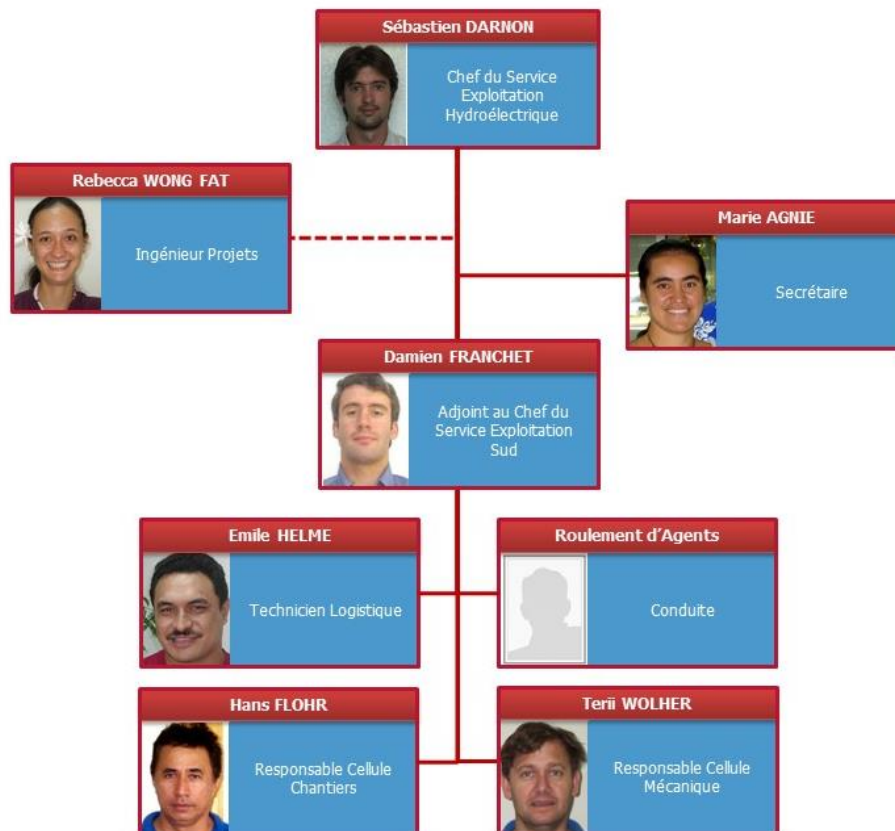 Sébastien DARNON
Chef du Service
Exploitation
Hydroélectrique
Rebecca WONG FAT
Ingénieur Projets
Marie AGNIE
Secrétaire
Damien FRANCHET
Adjoint au Chef du
Service Exploitation
Sud
Emile HELME
Technicien Logistique
Roulement d’Agents
Conduite
Hans FLOHR
Responsable Cellule
Chantiers
Terii WOLHER
Responsable Cellule
Mécanique